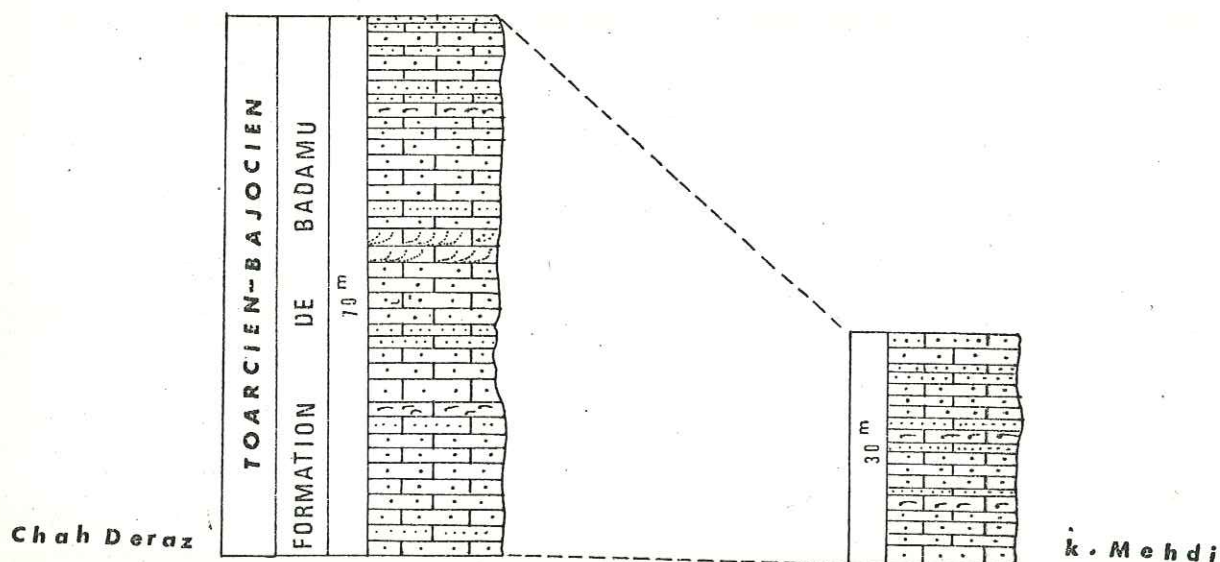 TOARCIEN-BAJOCIEN
FORMATION DE BADAMU
70 m
30 m
Chah Deraz
k. Mehdi